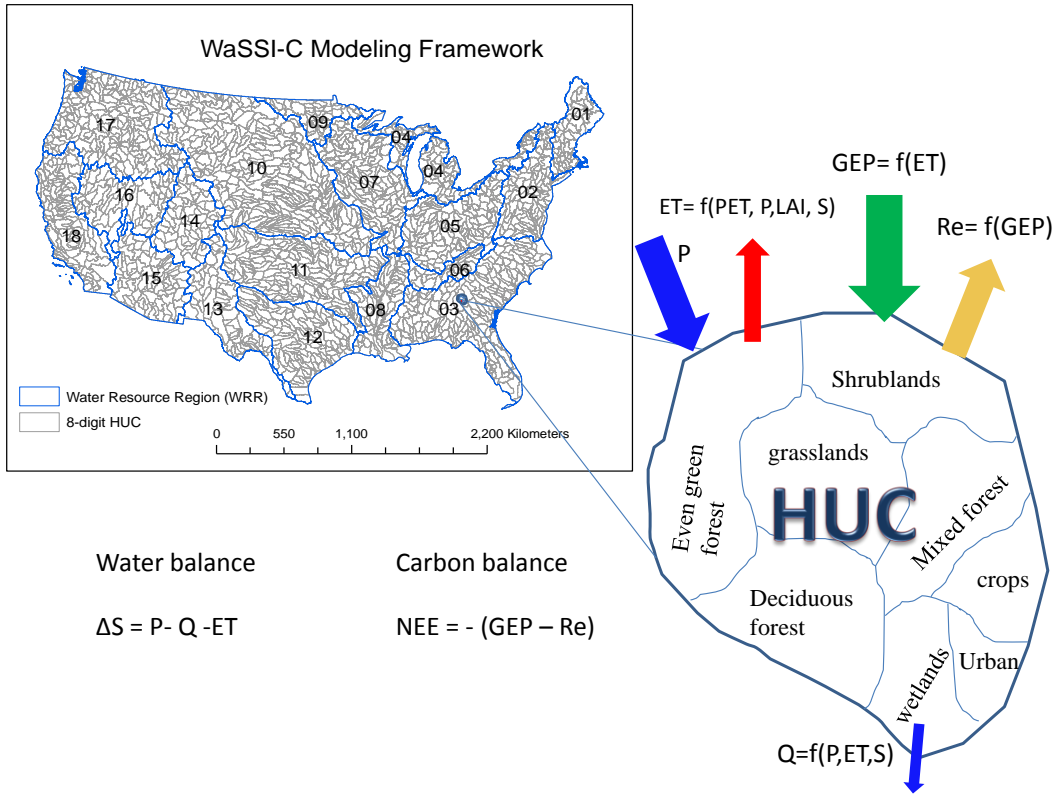 WaSSI-C Modeling Framework
17
09
04
01
10
04
07
02
16
14
05
18
06
15
11
13
08
03
12
Water Resource Region (WRR)
8-digit HUC
0 550 1,100 2,200 Kilometers
GEP= f(ET)
ET= f(PET, P,LAI, S)
Re= f(GEP)
P
Shrublands
grasslands
Even green
forest
HUC
Mixed forest
crops
Deciduous
forest
wetlands
Urban
Q=f(P,ET,S)
Water balance
ΔS = P- Q -ET
Carbon balance
NEE = - (GEP – Re)